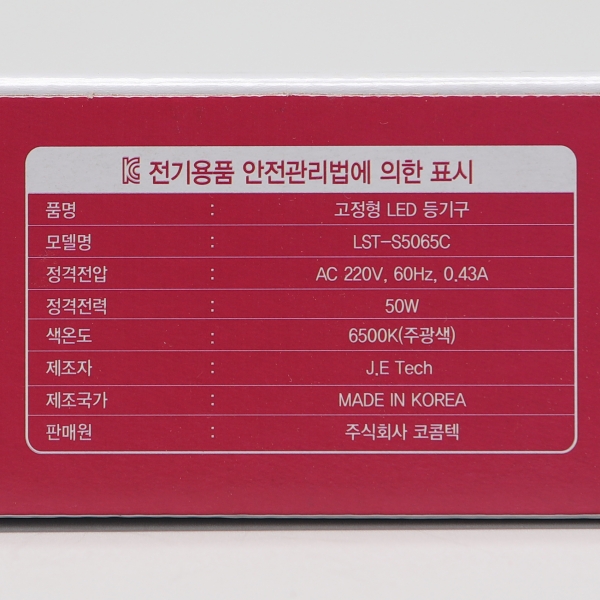 전기용품 안전관리법에 의한 표시
품명 : 고정형 LED 등기구
모델명 : LST-S5065C
정격전압 : AC 220V, 60Hz, 0.43A
정격전력 : 50W
색온도 : 6500K(주광색)
제조자 : J.E Tech
제조국가 : MADE IN KOREA
판매원 : 주식회사 코콤텍